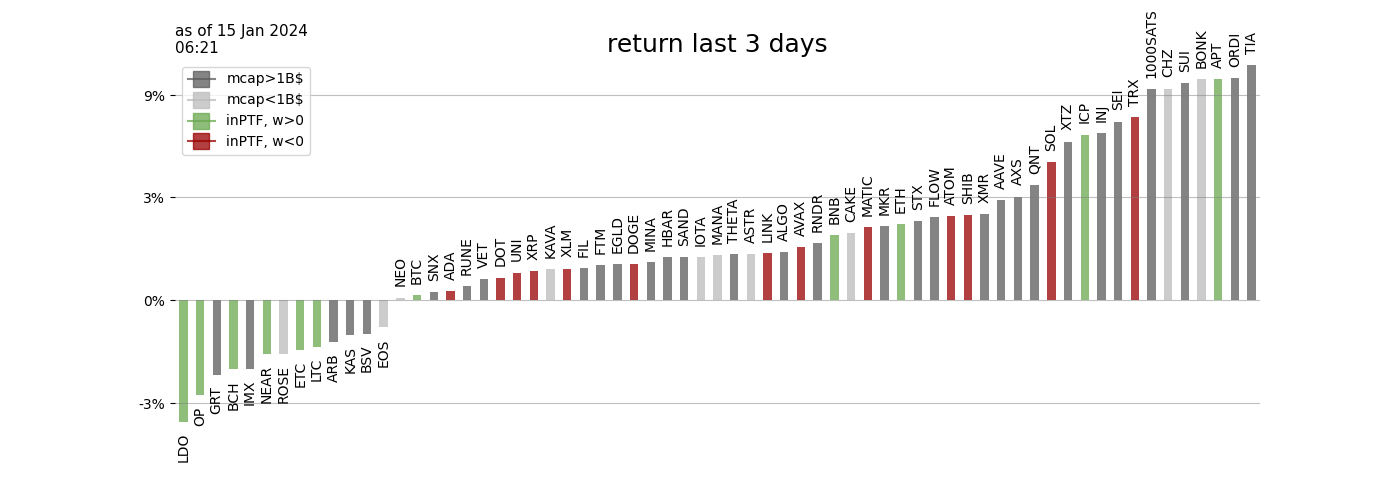 as of 15 Jan 2024
06:21
return last 3 days
mcap>1B$
mcap<1B$
inPTF, w>0
inPTF, w<0
9%
3%
0%
-3%
LDO
OP
GRT
BCH
IMX
NEAR
ROSE
ETC
LTC
ARB
KAS
BSV
EOS
NEO
BTC
SNX
ADA
RUNE
VET
DOT
UNI
XRP
KAVA
XLM
FIL
FTM
EGLD
DOGE
MINA
HBAR
SAND
IOTA
MANA
THETA
ASTR
LINK
ALGO
AVAX
RNDR
BNB
CAKE
MATIC
MKR
ETH
STX
FLOW
ATOM
SHIB
XMR
AAVE
AXS
QNT
SOL
XTZ
ICP
INJ
SEI
TRX
1000SATS
CHZ
SUI
BONK
APT
ORDI
TIA